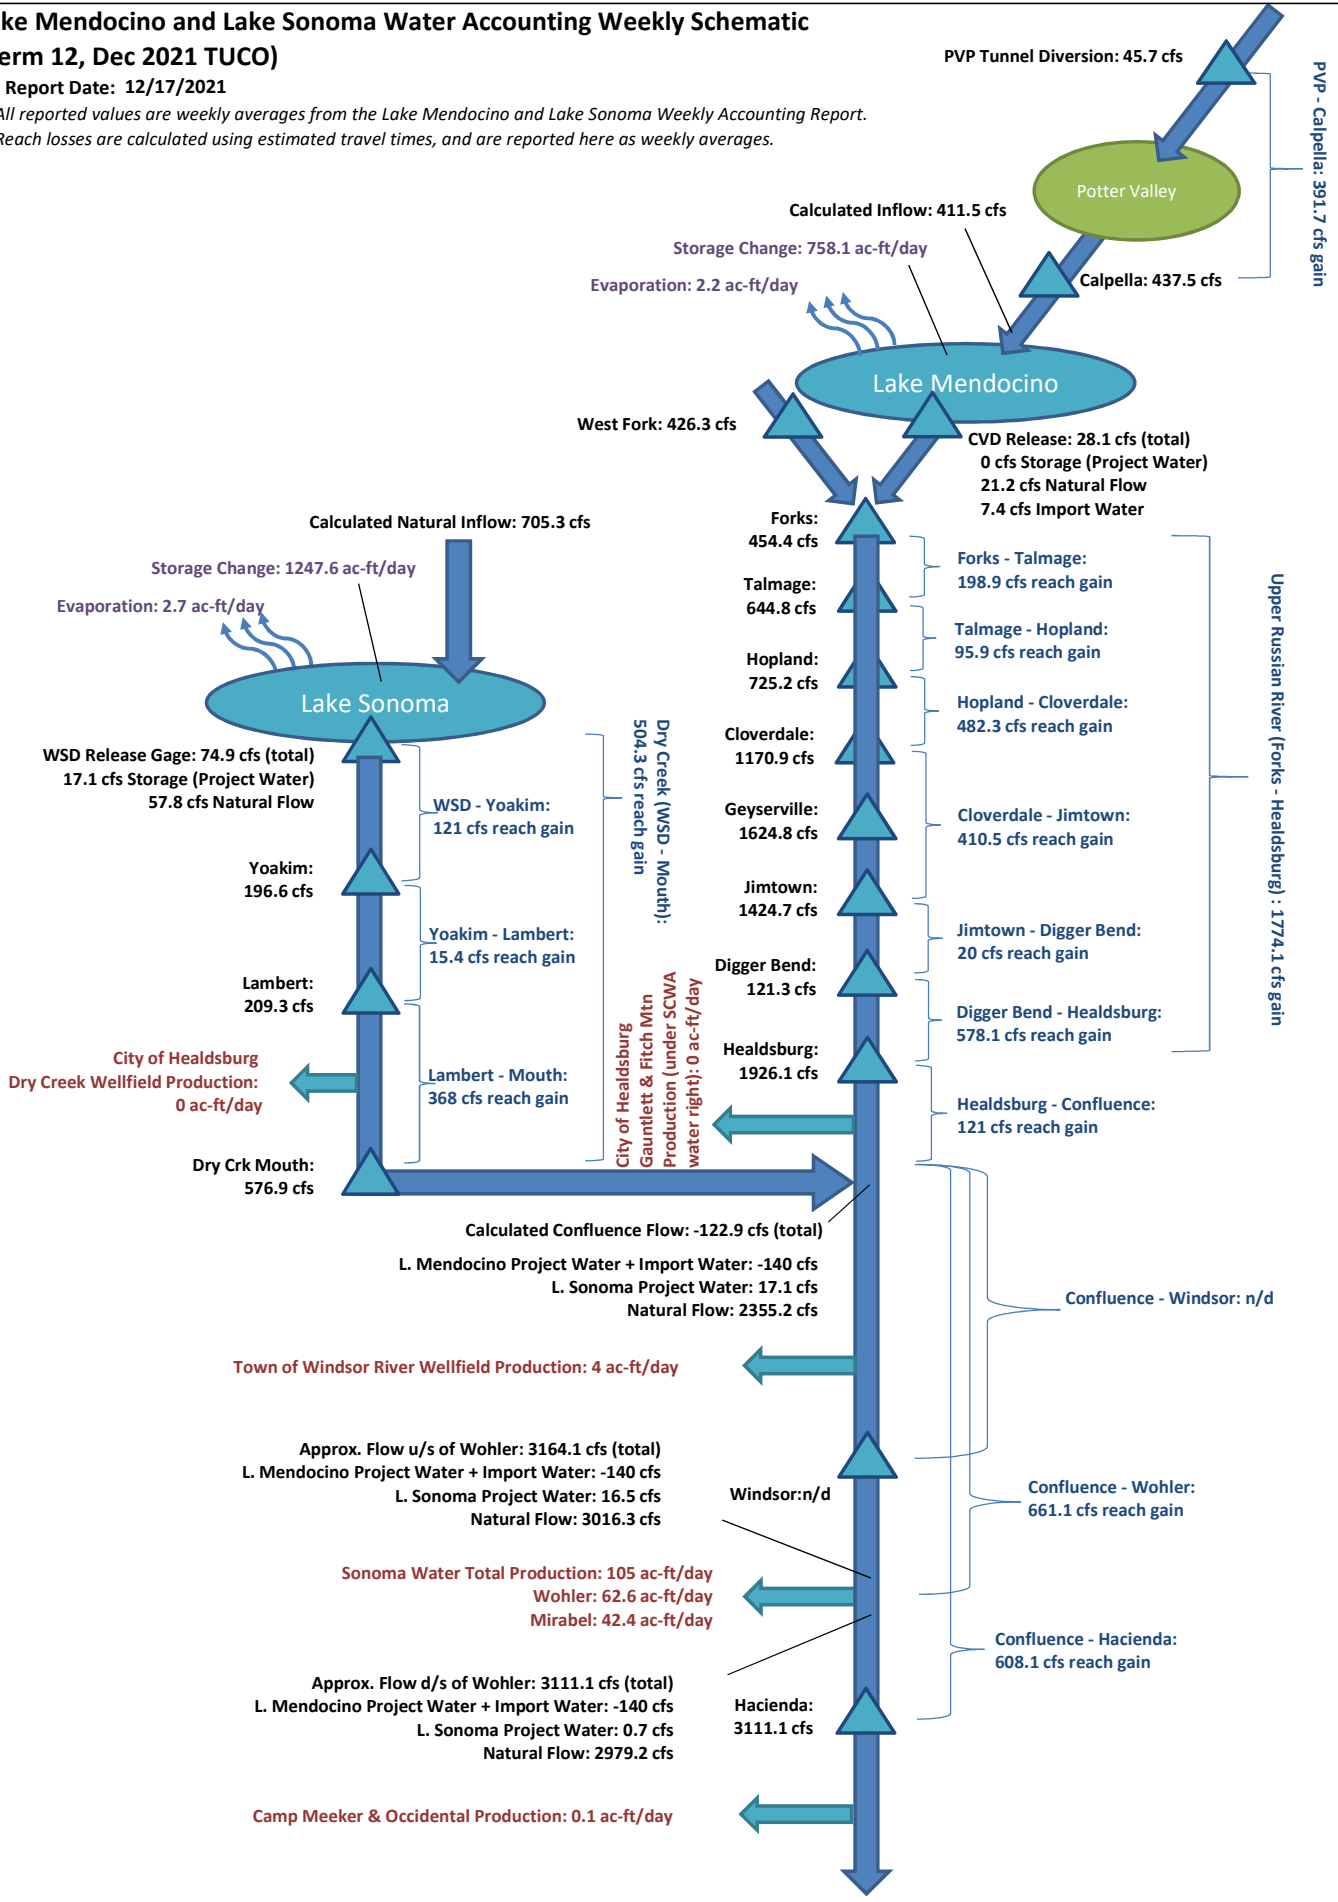 ke Mendocino and Lake Sonoma Water Accounting Weekly Schematic
erm 12, Dec 2021 TUCO)
Report Date: 12/17/2021
All reported values are weekly averages from the Lake Mendocino and Lake Sonoma Weekly Accounting Report.
Reach losses are calculated using estimated travel times, and are reported here as weekly averages.
PVP Tunnel Diversion: 45.7 cfs
PVP - Calpella: 391.7 cfs gain
Potter Valley
Calculated Inflow: 411.5 cfs
Storage Change: 758.1 ac-ft/day
Evaporation: 2.2 ac-ft/day
Calpella: 437.5 cfs
Lake Mendocino
West Fork: 426.3 cfs
CVD Release: 28.1 cfs (total)
0 cfs Storage (Project Water)
21.2 cfs Natural Flow
7.4 cfs Import Water
Forks:
454.4 cfs
Forks - Talmage:
198.9 cfs reach gain
Talmage:
644.8 cfs
Talmage - Hopland:
95.9 cfs reach gain
Hopland:
725.2 cfs
Hopland - Cloverdale:
482.3 cfs reach gain
Cloverdale:
1170.9 cfs
Geyserville:
1624.8 cfs
Cloverdale - Jimtown:
410.5 cfs reach gain
Jimtown:
1424.7 cfs
Jimtown - Digger Bend:
20 cfs reach gain
Digger Bend:
121.3 cfs
Digger Bend - Healdsburg:
578.1 cfs reach gain
Healdsburg:
1926.1 cfs
Upper Russian River (Forks - Healdsburg) : 1774.1 cfs gain
Healdsburg - Confluence:
121 cfs reach gain
Calculated Natural Inflow: 705.3 cfs
Storage Change: 1247.6 ac-ft/day
Evaporation: 2.7 ac-ft/day
Lake Sonoma
WSD Release Gage: 74.9 cfs (total)
17.1 cfs Storage (Project Water)
57.8 cfs Natural Flow
WSD - Yoakim:
121 cfs reach gain
Yoakim:
196.6 cfs
Yoakim - Lambert:
15.4 cfs reach gain
Lambert:
209.3 cfs
Lambert - Mouth:
368 cfs reach gain
Dry Creek (WSD - Mouth):
504.3 cfs reach gain
City of Healdsburg
Dry Creek Wellfield Production:
0 ac-ft/day
City of Healdsburg
Gauntlett & Fitch Mtn
Production (under SCWA
water right): 0 ac-ft/day
Dry Crk Mouth:
576.9 cfs
Calculated Confluence Flow: -122.9 cfs (total)
L. Mendocino Project Water + Import Water: -140 cfs
L. Sonoma Project Water: 17.1 cfs
Natural Flow: 2355.2 cfs
Confluence - Windsor: n/d
Town of Windsor River Wellfield Production: 4 ac-ft/day
Approx. Flow u/s of Wohler: 3164.1 cfs (total)
L. Mendocino Project Water + Import Water: -140 cfs
L. Sonoma Project Water: 16.5 cfs
Natural Flow: 3016.3 cfs
Windsor:n/d
Confluence - Wohler:
661.1 cfs reach gain
Sonoma Water Total Production: 105 ac-ft/day
Wohler: 62.6 ac-ft/day
Mirabel: 42.4 ac-ft/day
Confluence - Hacienda:
608.1 cfs reach gain
Approx. Flow d/s of Wohler: 3111.1 cfs (total)
L. Mendocino Project Water + Import Water: -140 cfs
L. Sonoma Project Water: 0.7 cfs
Natural Flow: 2979.2 cfs
Hacienda:
3111.1 cfs
Camp Meeker & Occidental Production: 0.1 ac-ft/day